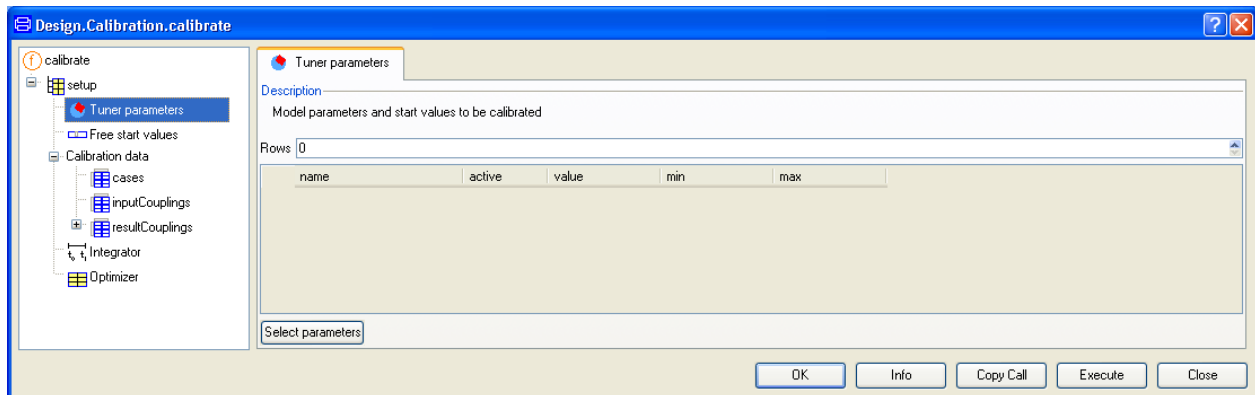 Design.Calibration.calibrate
calibrate
setup
Tuner parameters
Free start values
Calibration data
cases
inputCouplings
resultCouplings
Integrator
Optimizer
Tuner parameters
Description
Model parameters and start values to be calibrated
Rows 0
name active value min max
Select parameters
OK Info Copy Call Execute Close